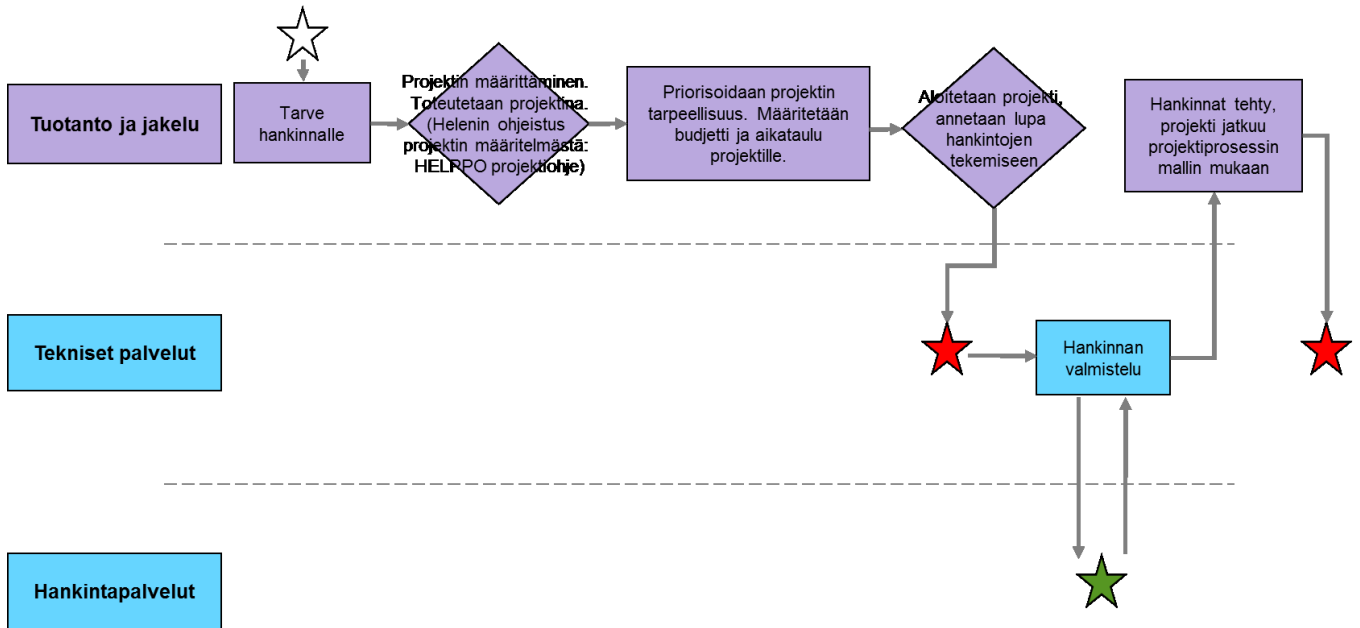 Tuotanto ja jakelu
Tarve
hankinnalle
Projektin määrittäminen.
Toteutetaan projektina.
(Helenin ohjeistus
projektin määritelmästä:
HELPPO projektiohje)
Priorisoidaan projektin
tarpeellisuus.  Määritetään
budjetti ja aikataulu
projektille.
Aloitetaan projekti,
annetaan lupa
hankintojen
tekemiseen
Hankinnat tehty,
projekti jatkuu
projektiprosessin
mallin mukaan
Tekniset palvelut
Hankinnan
valmistelu
Hankintapalvelut